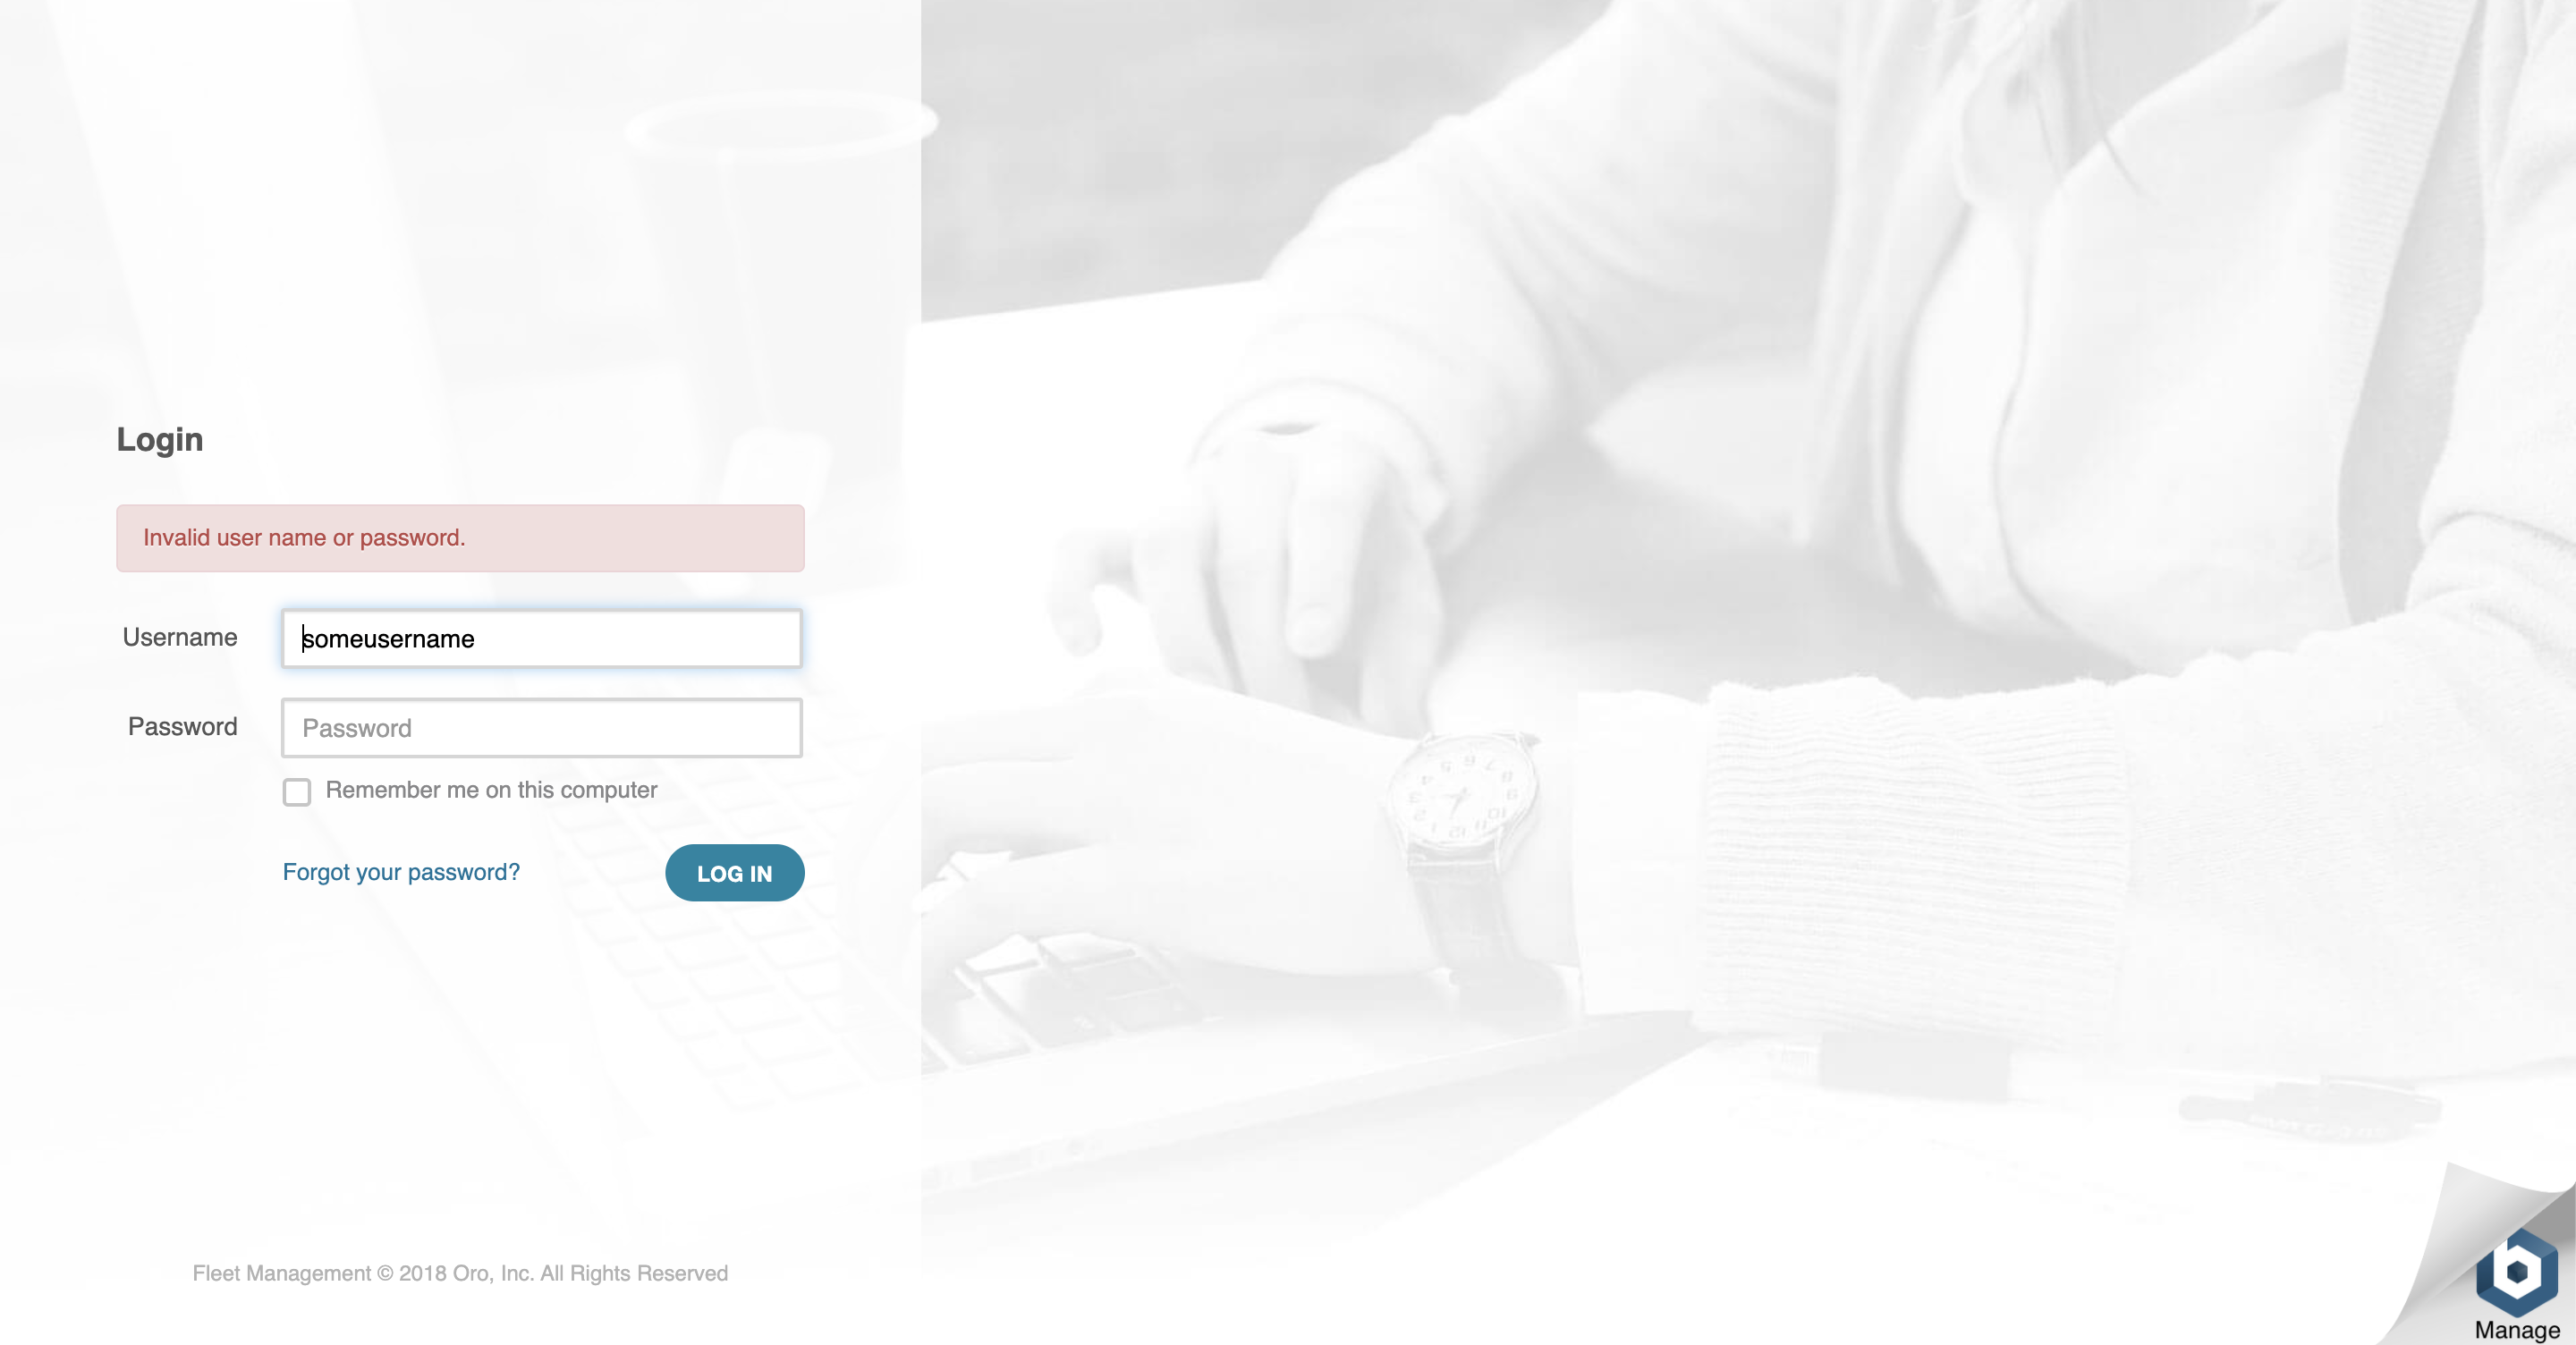 Login
Invalid user name or password.
Username
someusername
Password
Password
Remember me on this computer
Forgot your password?
LOG IN
Fleet Management © 2018 Oro, Inc. All Rights Reserved
Manage